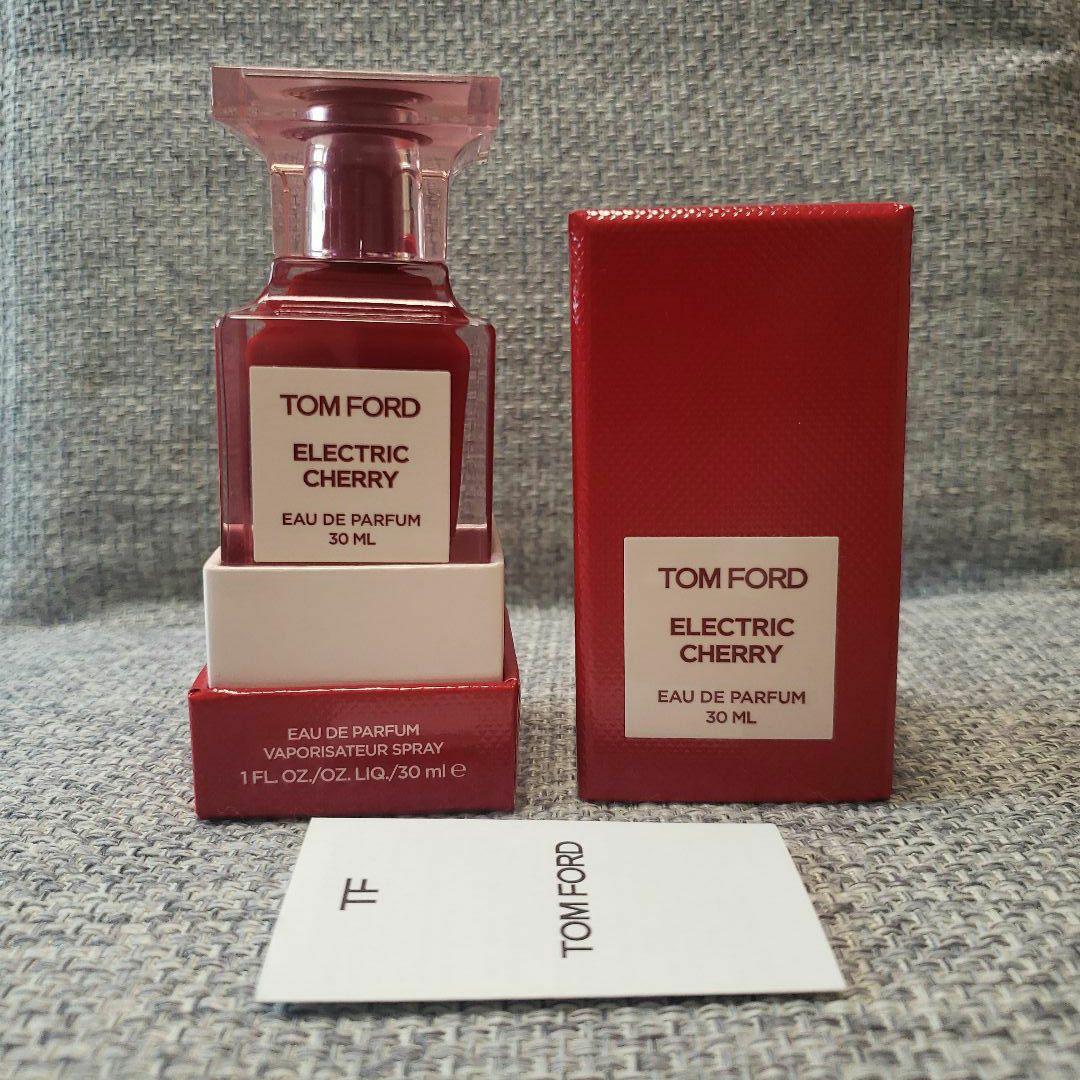 TOM FORD
ELECTRIC
CHERRY
EAU DE PARFUM
30 ML
EAU DE PARFUM
VAPORISATEUR SPRAY
1 FL. OZ./OZ. LIQ./30 ml ℮
TOM FORD
ELECTRIC
CHERRY
EAU DE PARFUM
30 ML
TF
TOM FORD